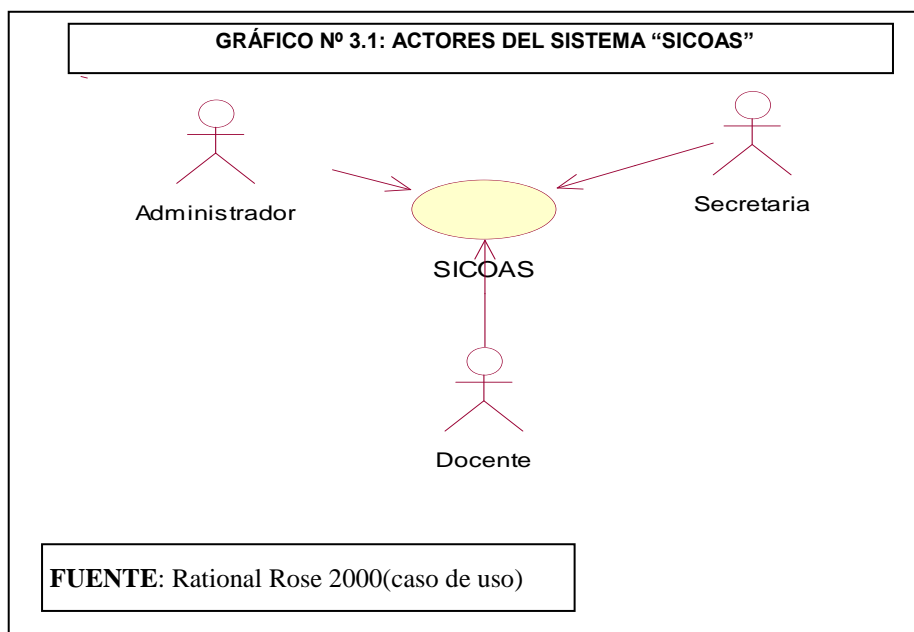 GRÁFICO Nº 3.1: ACTORES DEL SISTEMA “SICOAS”
Administrador
Secretaria
SICOAS
Docente
FUENTE: Rational Rose 2000(caso de uso)